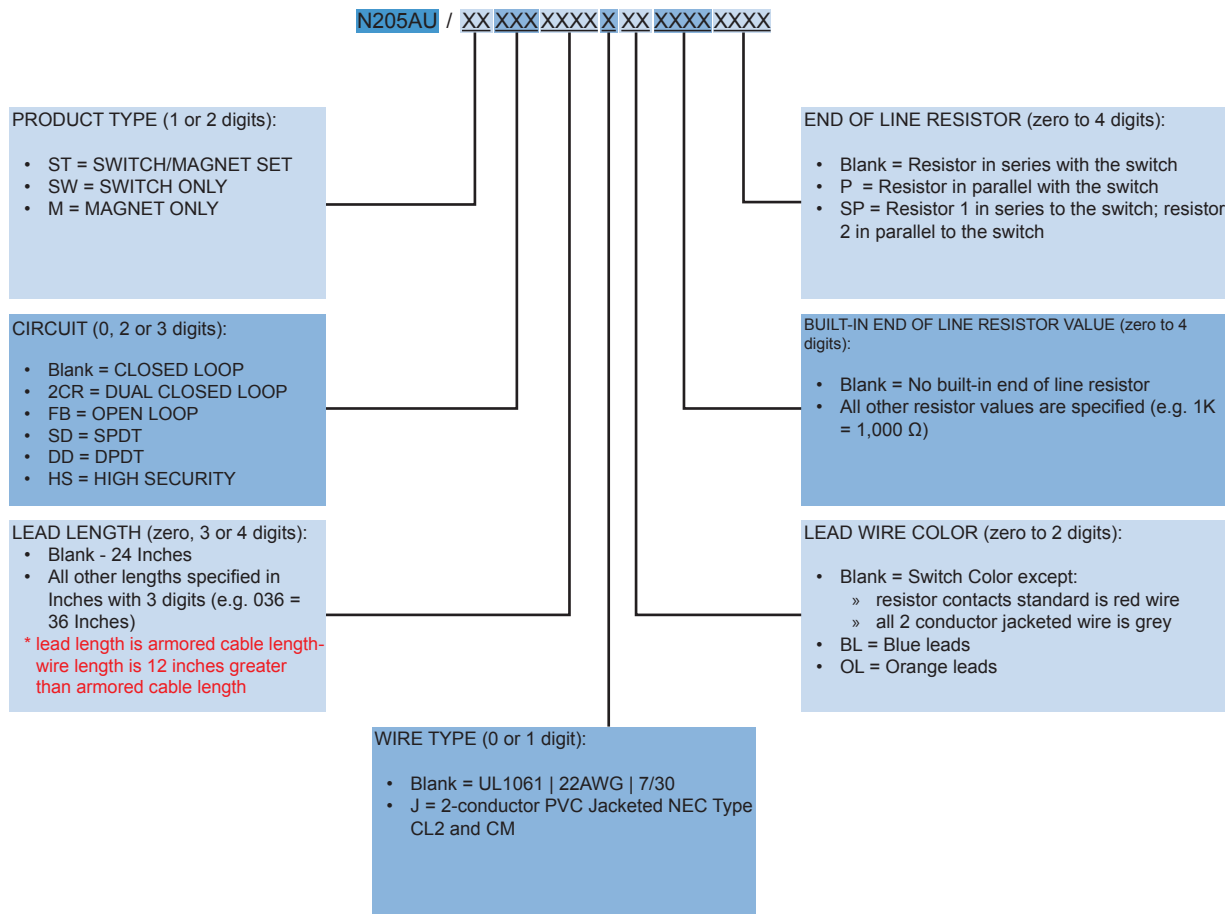 N205AU / XX XXX XXXX X XX XXXX XXXX
PRODUCT TYPE (1 or 2 digits):
• ST = SWITCH/MAGNET SET
• SW = SWITCH ONLY
• M = MAGNET ONLY
END OF LINE RESISTOR (zero to 4 digits):
• Blank = Resistor in series with the switch
• P = Resistor in parallel with the switch
• SP = Resistor 1 in series to the switch; resistor
2 in parallel to the switch
CIRCUIT (0, 2 or 3 digits):
• Blank = CLOSED LOOP
• 2CR = DUAL CLOSED LOOP
• FB = OPEN LOOP
• SD = SPDT
• DD = DPDT
• HS = HIGH SECURITY
BUILT-IN END OF LINE RESISTOR VALUE (zero to 4
digits):
• Blank = No built-in end of line resistor
• All other resistor values are specified (e.g. 1K
= 1,000 Ω)
LEAD LENGTH (zero, 3 or 4 digits):
• Blank - 24 Inches
• All other lengths specified in
Inches with 3 digits (e.g. 036 =
36 Inches)
* lead length is armored cable length-
wire length is 12 inches greater
than armored cable length
LEAD WIRE COLOR (zero to 2 digits):
• Blank = Switch Color except:
» resistor contacts standard is red wire
» all 2 conductor jacketed wire is grey
• BL = Blue leads
• OL = Orange leads
WIRE TYPE (0 or 1 digit):
• Blank = UL1061 | 22AWG | 7/30
• J = 2-conductor PVC Jacketed NEC Type
CL2 and CM